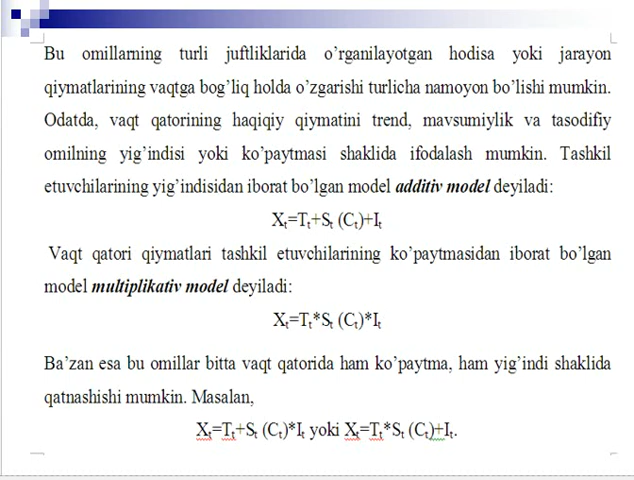 Bu omillarning turli juftliklarida o’rganilayotgan hodisa yoki jarayon
qiymatlarining vaqtga bog’liq holda o’zgarishi turlicha namoyon bo’lishi mumkin.
Odatda, vaqt qatorining haqiqiy qiymatini trend, mavsumiylik va tasodifiy
omilning yig’indisi yoki ko’paytmasi shaklida ifodalash mumkin. Tashkil
etuvchilarining yig’indisidan iborat bo’lgan model additiv model deyiladi:
Xₜ=Tₜ+Sₜ (Cₜ)+Iₜ
Vaqt qatori qiymatlari tashkil etuvchilarining ko’paytmasidan iborat bo’lgan
model multiplikativ model deyiladi:
Xₜ=Tₜ*Sₜ (Cₜ)*Iₜ
Ba’zan esa bu omillar bitta vaqt qatorida ham ko’paytma, ham yig’indi shaklida
qatnashishi mumkin. Masalan,
Xₜ=Tₜ+Sₜ (Cₜ)*Iₜ yoki Xₜ=Tₜ*Sₜ (Cₜ)+Iₜ.